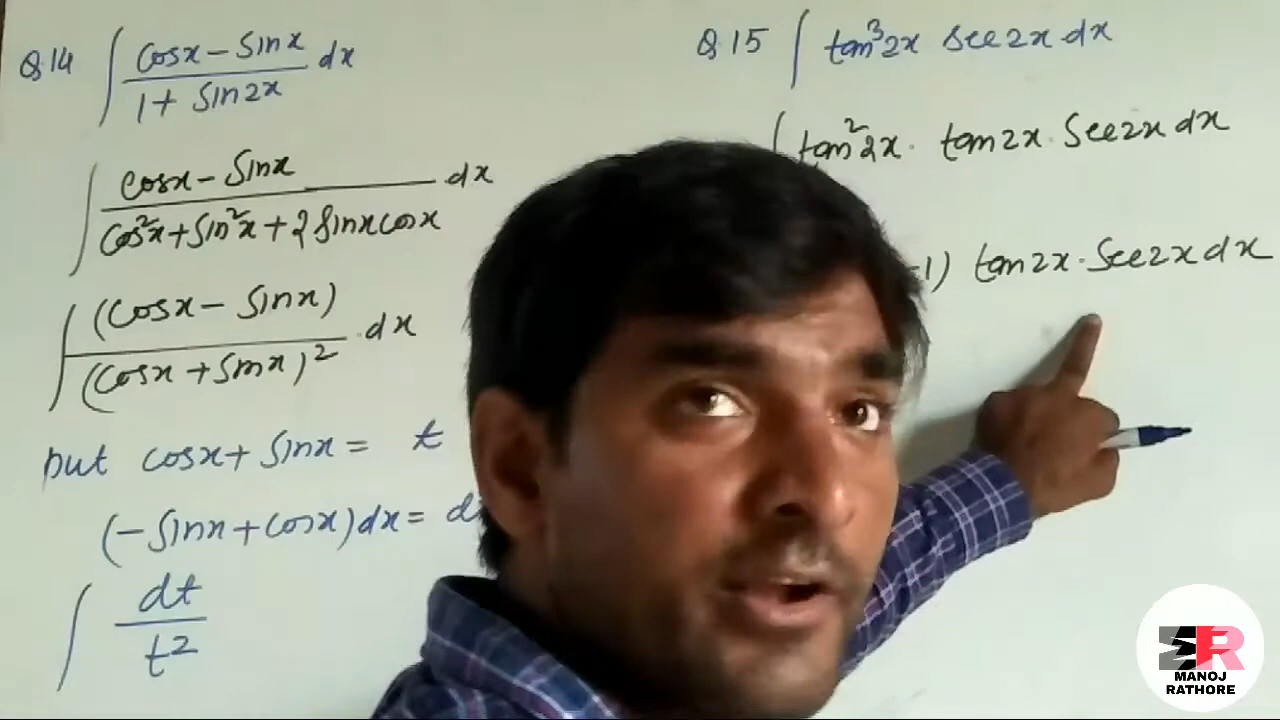 Q.14 ∫ cosx - sinx / 1 + sin2x dx
∫ cosx - sinx / cos²x + sin²x + 2 sinx cosx dx
∫ (cosx - sinx) / (cosx + sinx)² . dx
put cosx + sinx = t
(-sinx + cosx)dx =
∫ dt / t²
Q.15 ∫ tan³2x sec2x dx
∫ tan²2x . tan2x . sec2x dx
-1) tan2x . sec2x dx
MANOJ
RATHORE